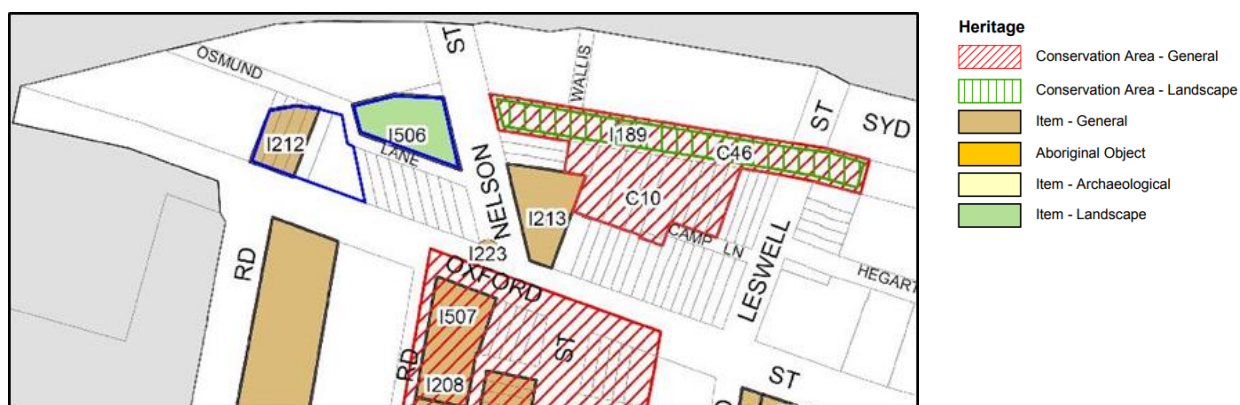 OSMUND
ST
WALLIS
ST
SYD
I212
I506
LANE
NELSON
I189
C46
C10
I213
CAMP LN
I223
OXFORD
RD
LESWELL
HEGART
I507
ST
RD
I208
ST
Heritage
Conservation Area - General
Conservation Area - Landscape
Item - General
Aboriginal Object
Item - Archaeological
Item - Landscape